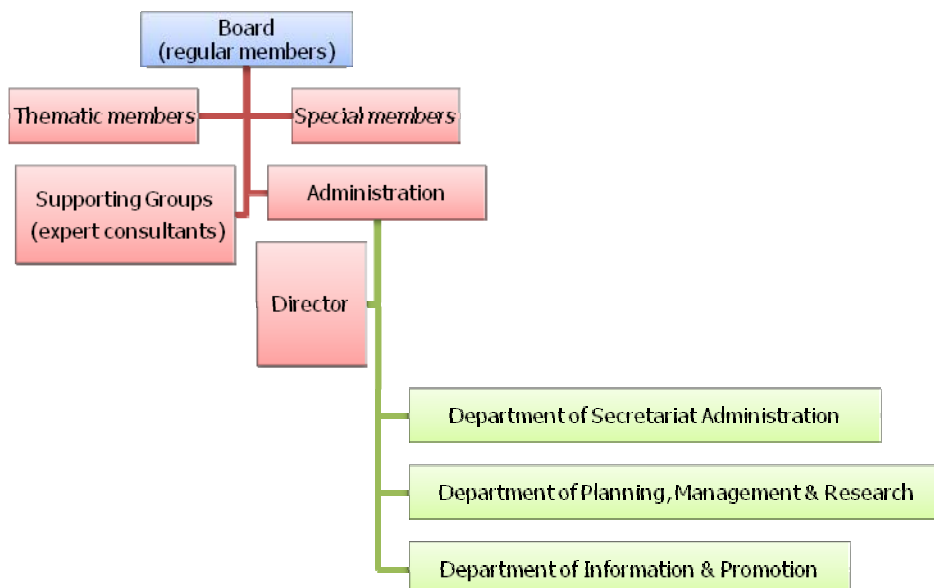 Board
(regular members)
Thematic members
Special members
Supporting Groups
(expert consultants)
Administration
Director
Department of Secretariat Administration
Department of Planning, Management & Research
Department of Information & Promotion